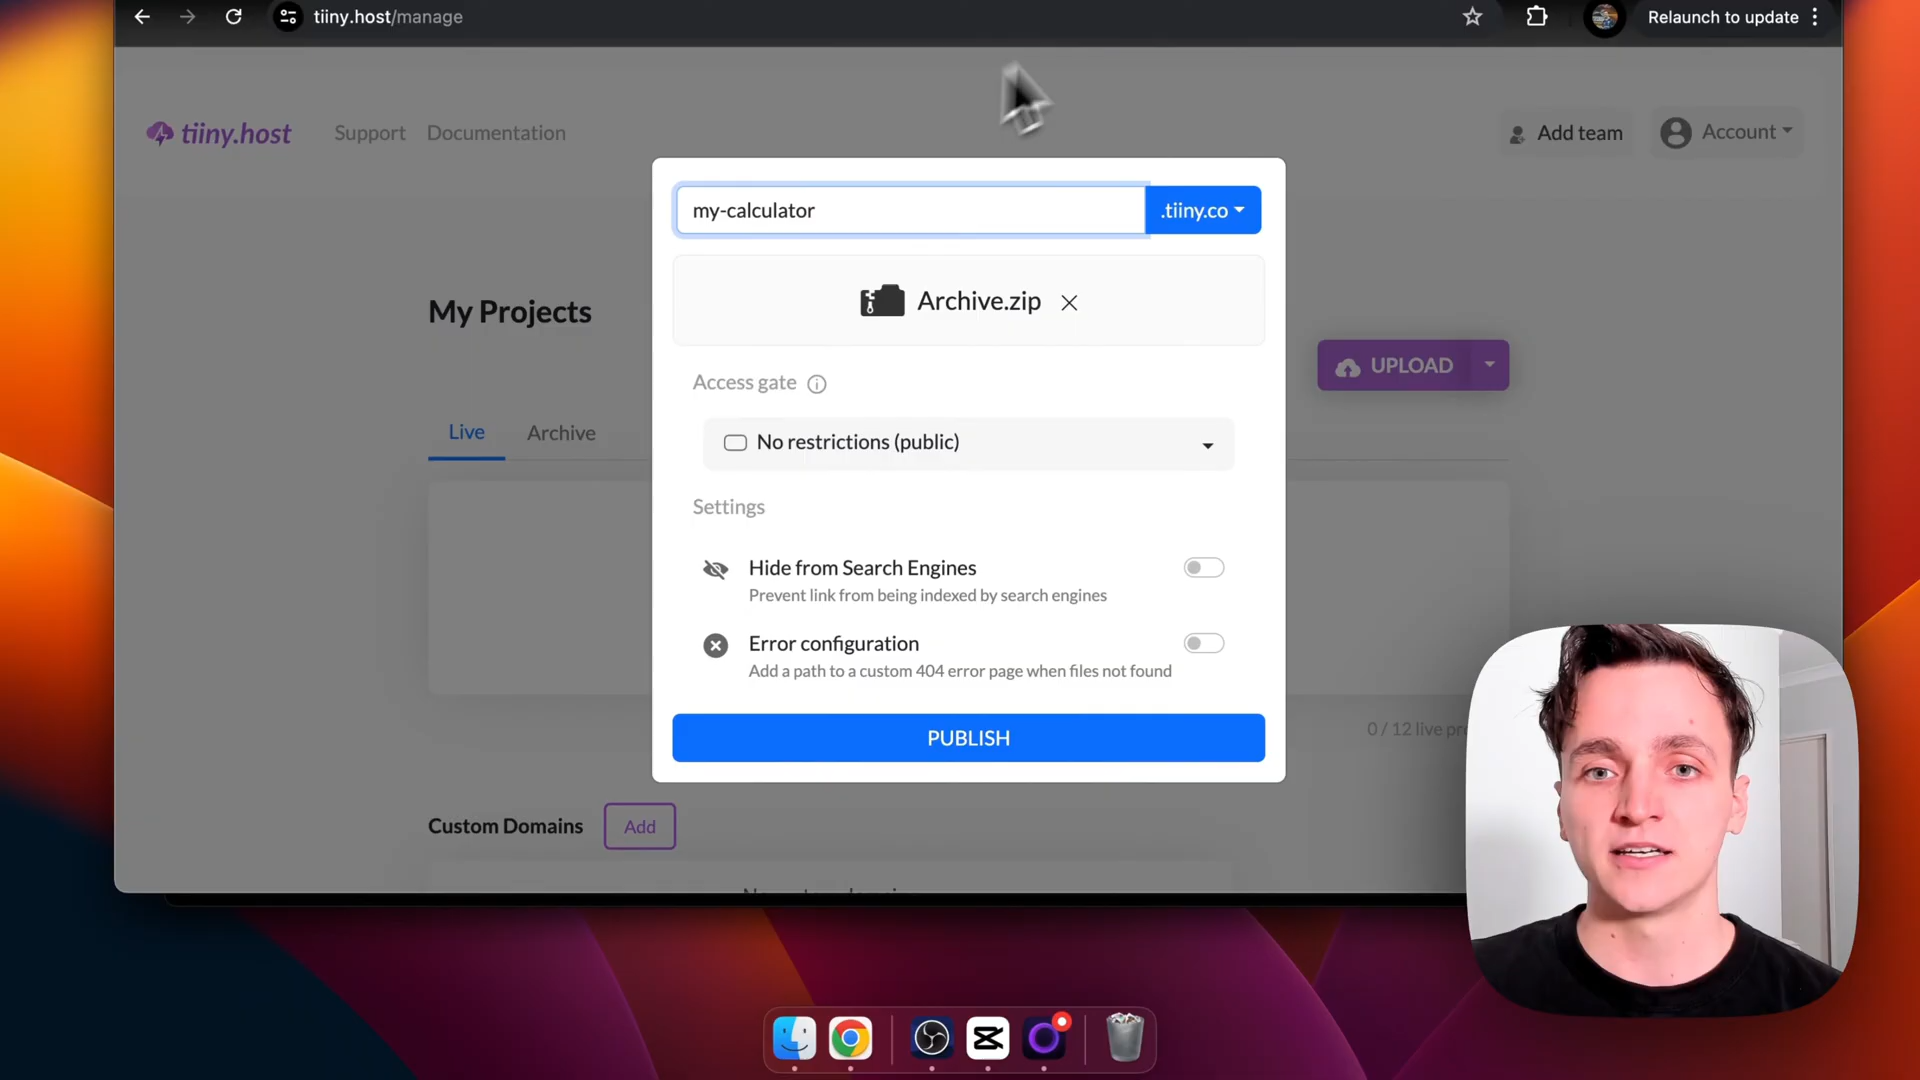 tiiny.host/manage
Relaunch to update
tiiny.host
Support
Documentation
Add team
Account
my-calculator
.tiiny.co
Archive.zip
My Projects
UPLOAD
Access gate
Live
Archive
No restrictions (public)
Settings
Hide from Search Engines
Prevent link from being indexed by search engines
Error configuration
Add a path to a custom 404 error page when files not found
0 / 12 live
PUBLISH
Custom Domains
Add